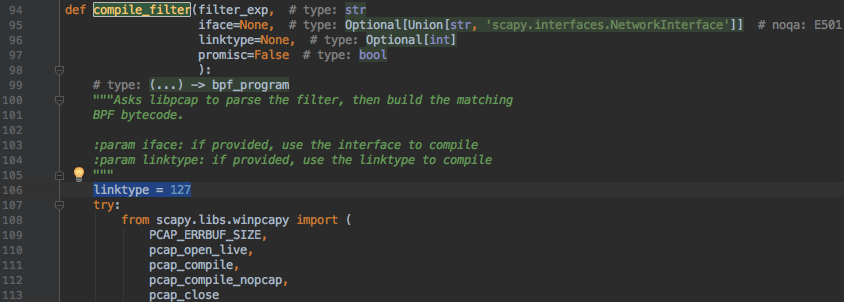 94 def compile_filter(filter_exp,  # type: str
95 iface=None,  # type: Optional[Union[str, 'scapy.interfaces.NetworkInterface']]  # noqa: E501
96 linktype=None,  # type: Optional[int]
97 promisc=False  # type: bool
98 ):
99 # type: (...) -> bpf_program
100 """Asks libpcap to parse the filter, then build the matching
101 BPF bytecode.
102
103 :param iface: if provided, use the interface to compile
104 :param linktype: if provided, use the linktype to compile
105 """
106 linktype = 127
107 try:
108 from scapy.libs.winpcapy import (
109 PCAP_ERRBUF_SIZE,
110 pcap_open_live,
111 pcap_compile,
112 pcap_compile_nopcap,
113 pcap_close